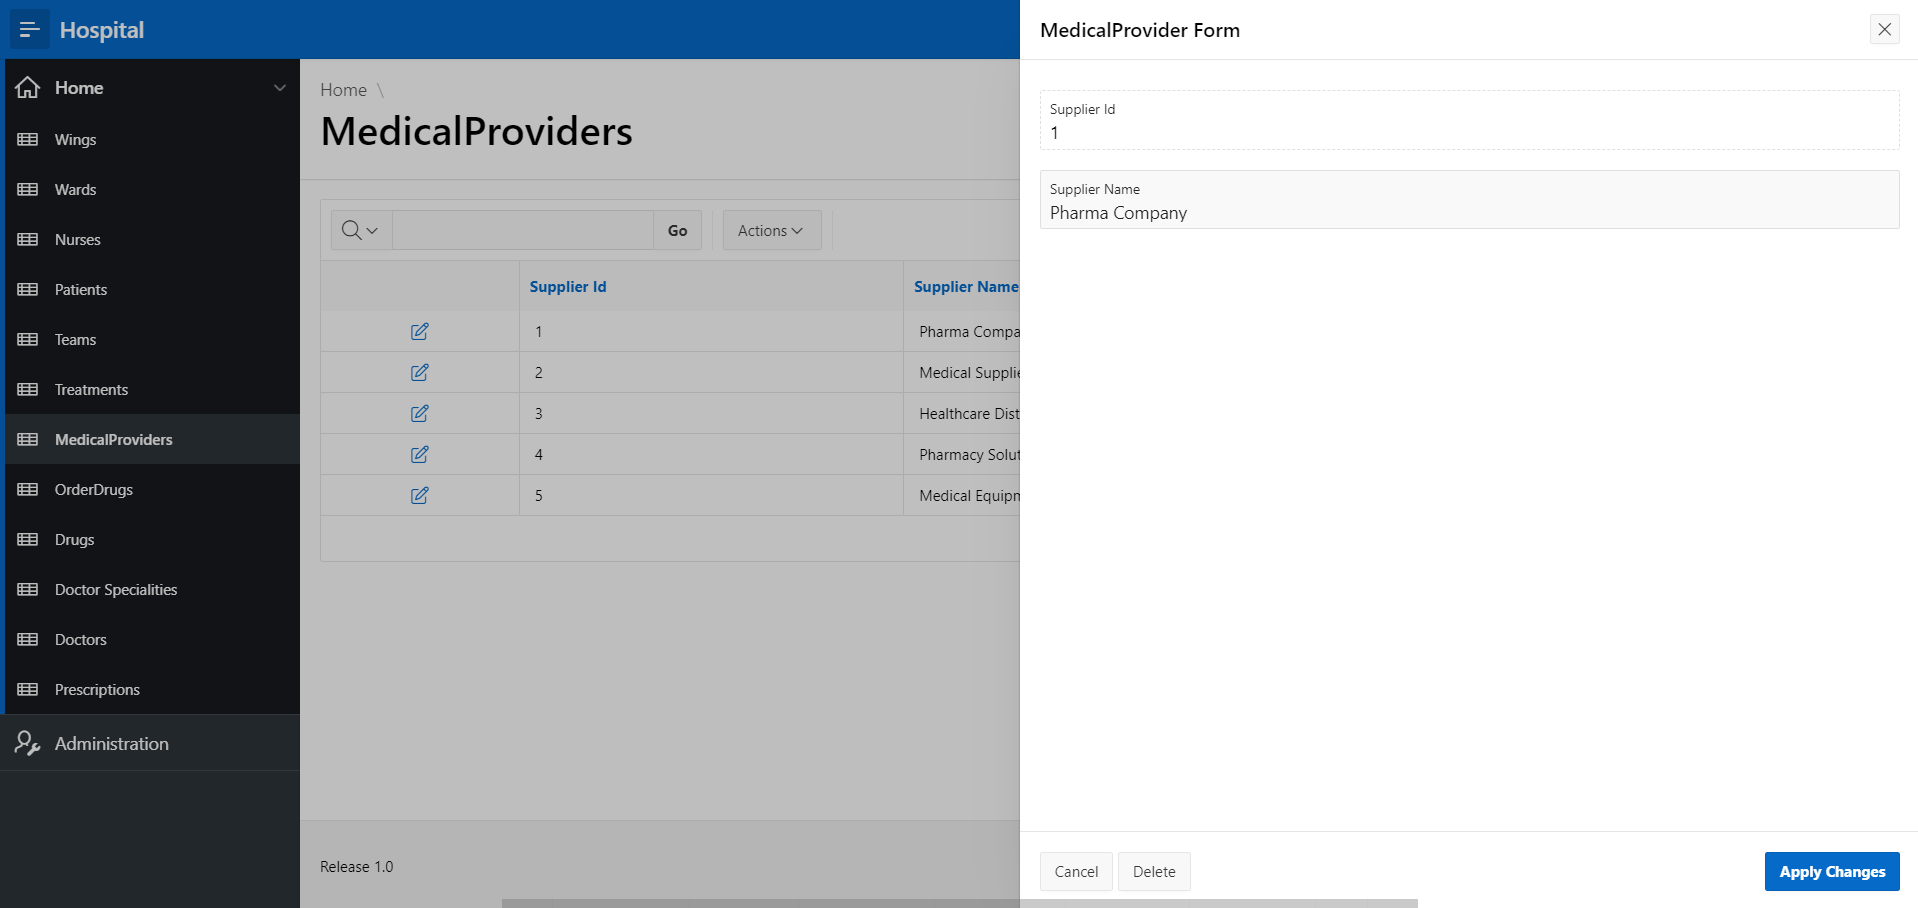 Hospital
Home
Wings
Wards
Nurses
Patients
Teams
Treatments
MedicalProviders
OrderDrugs
Drugs
Doctor Specialities
Doctors
Prescriptions
Administration
Home \
MedicalProviders
Go
Actions
Supplier Id Supplier Name
1 Pharma Compa
2 Medical Supplie
3 Healthcare Dist
4 Pharmacy Solut
5 Medical Equipm
Release 1.0
MedicalProvider Form
Supplier Id
1
Supplier Name
Pharma Company
Cancel Delete Apply Changes